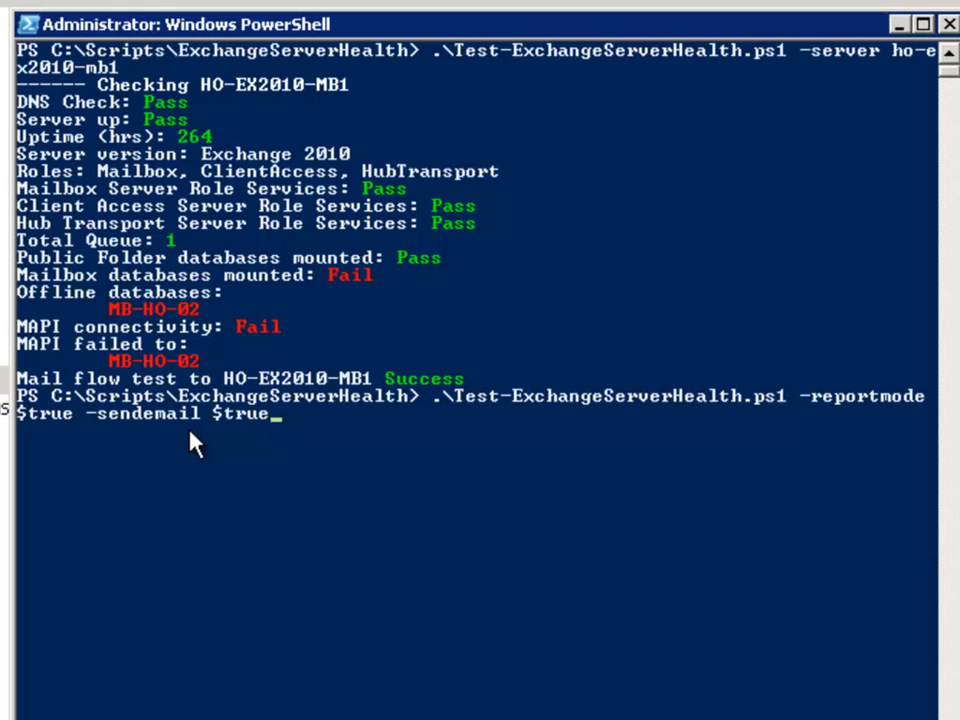 Administrator: Windows PowerShell
PS C:\Scripts\ExchangeServerHealth> .\Test-ExchangeServerHealth.ps1 -server ho-e
x2010-mb1
------ Checking HO-EX2010-MB1
DNS Check: Pass
Server up: Pass
Uptime (hrs): 264
Server version: Exchange 2010
Roles: Mailbox, ClientAccess, HubTransport
Mailbox Server Role Services: Pass
Client Access Server Role Services: Pass
Hub Transport Server Role Services: Pass
Total Queue: 1
Public Folder databases mounted: Pass
Mailbox databases mounted: Fail
Offline databases:
MB-HO-02
MAPI connectivity: Fail
MAPI failed to:
MB-HO-02
Mail flow test to HO-EX2010-MB1 Success
PS C:\Scripts\ExchangeServerHealth> .\Test-ExchangeServerHealth.ps1 -reportmode
$true -sendemail $true_